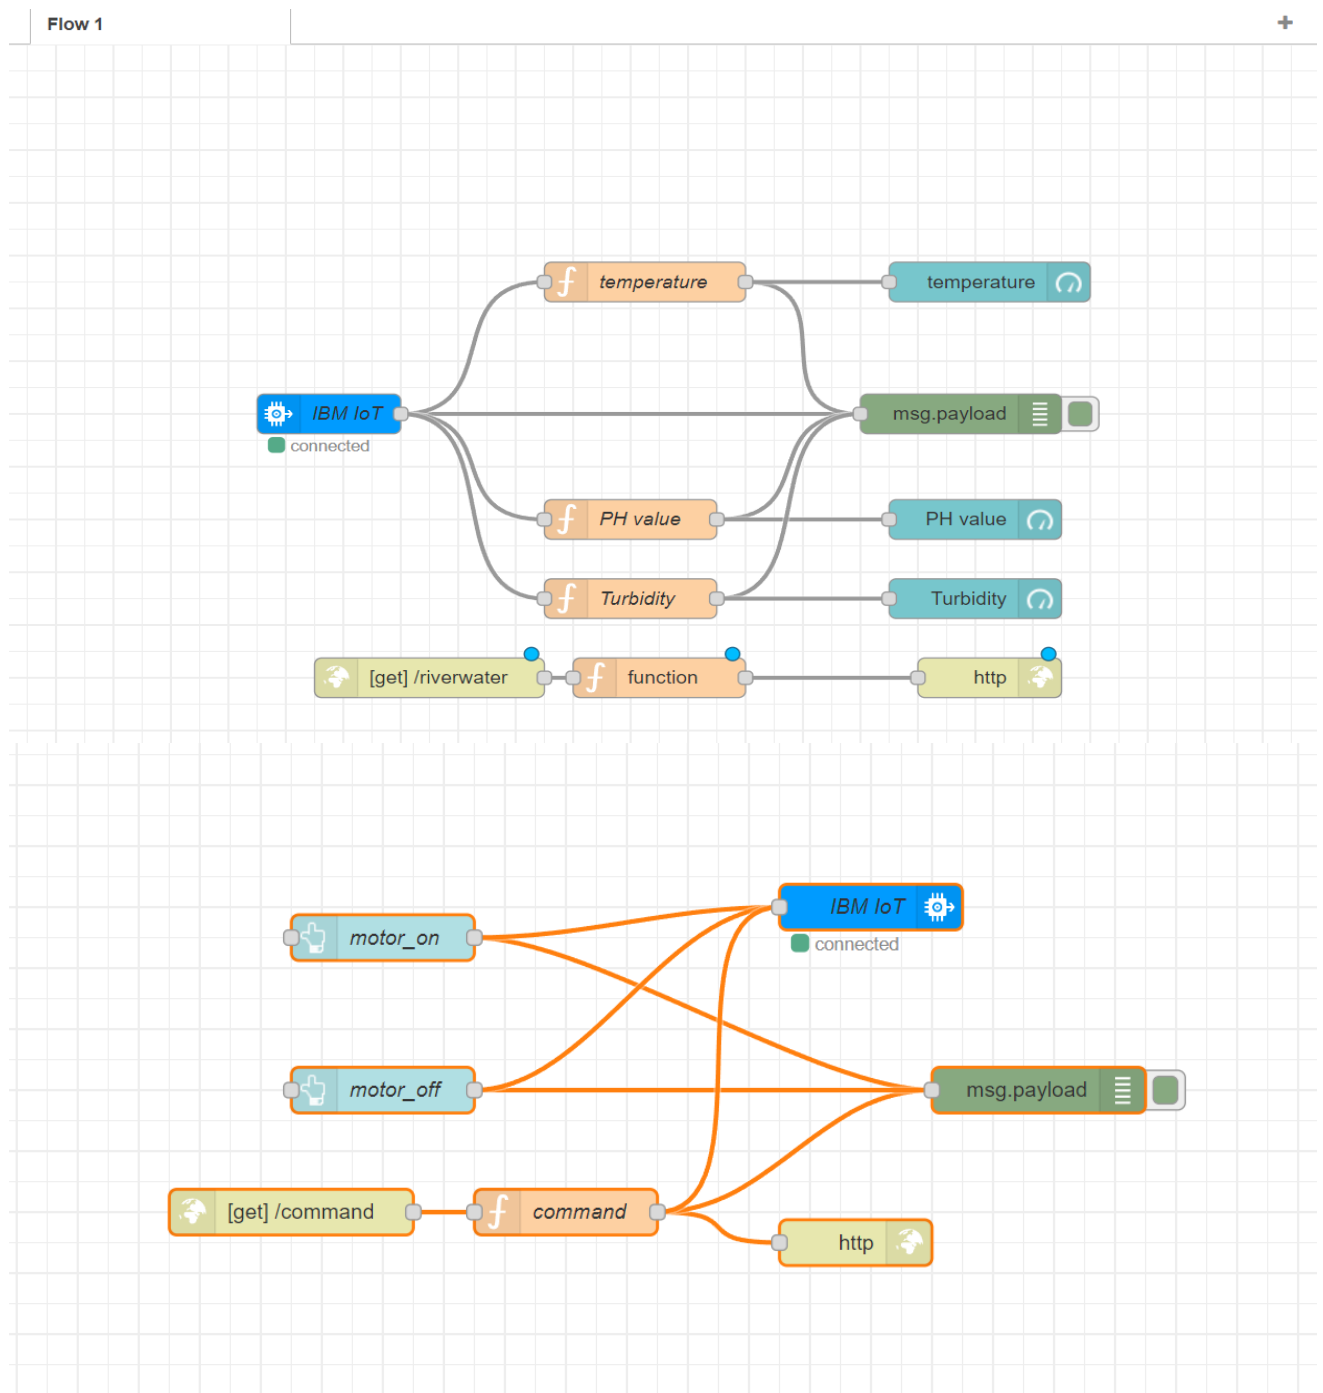 Flow 1
temperature
temperature
IBM IoT
msg.payload
connected
PH value
PH value
Turbidity
Turbidity
[get] /riverwater
function
http
IBM IoT
motor_on
connected
motor_off
msg.payload
[get] /command
command
http